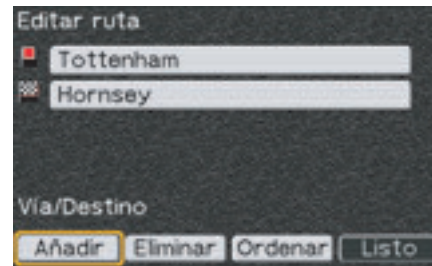 Editar ruta
Tottenham
Hornsey
Vía/Destino
Añadir Eliminar Ordenar Listo